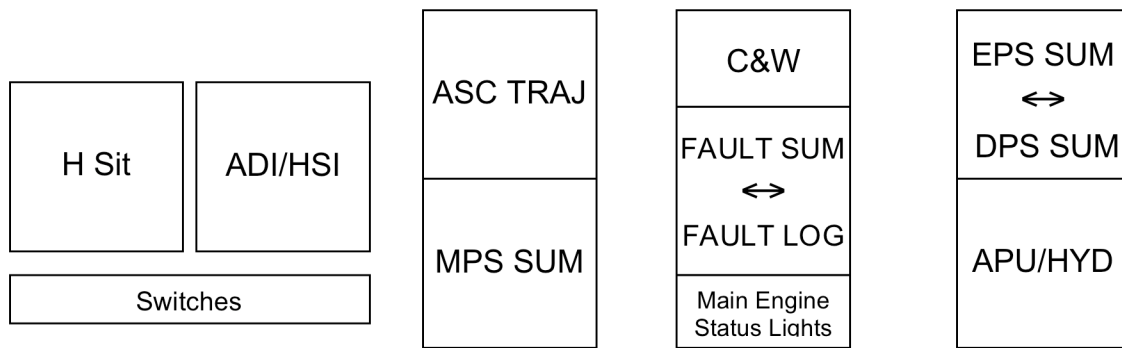 H Sit
ADI/HSI
Switches
ASC TRAJ
MPS SUM
C&W
FAULT SUM
↔
FAULT LOG
Main Engine
Status Lights
EPS SUM
↔
DPS SUM
APU/HYD